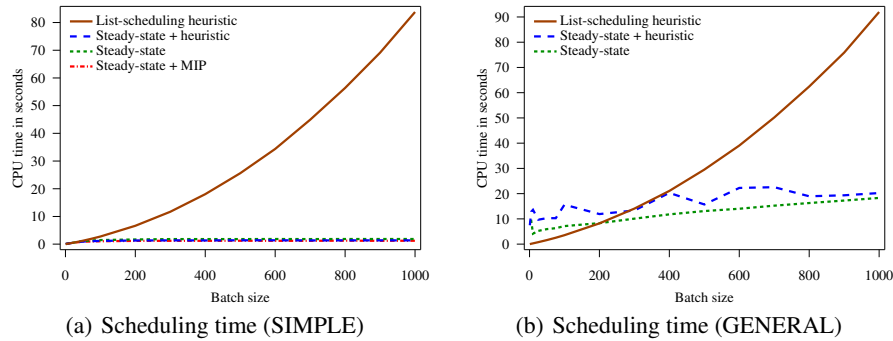 List-scheduling heuristic
Steady-state + heuristic
Steady-state
Steady-state + MIP
CPU time in seconds
80
70
60
50
40
30
20
10
0
0 200 400 600 800 1000
Batch size
(a) Scheduling time (SIMPLE)
List-scheduling heuristic
Steady-state + heuristic
Steady-state
CPU time in seconds
90
80
70
60
50
40
30
20
10
0
0 200 400 600 800 1000
Batch size
(b) Scheduling time (GENERAL)